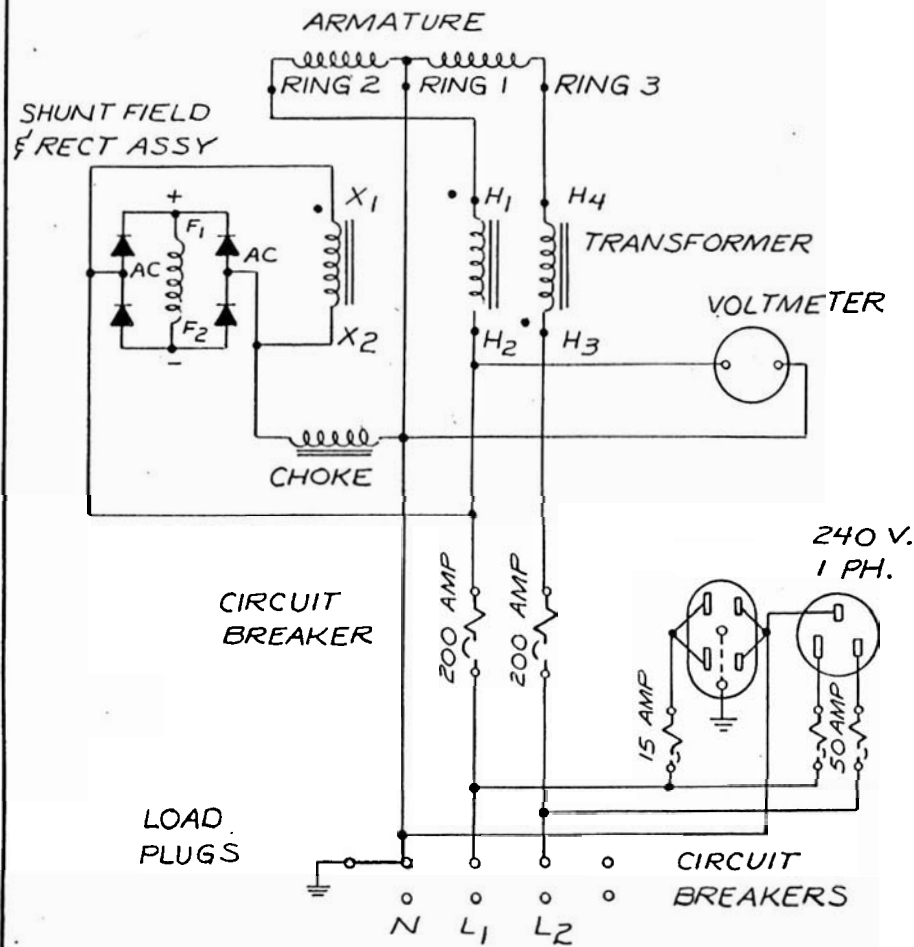 ARMATURE
RING 2 RING 1 RING 3
SHUNT FIELD
& RECT ASSY
X1 H1 H4
+
F1
AC AC
TRANSFORMER
F2
-
X2 H2 H3
VOLTMETER
CHOKE
240 V.
1 PH.
CIRCUIT
BREAKER
200 AMP
200 AMP
15 AMP
50 AMP
LOAD
PLUGS
CIRCUIT
BREAKERS
N L1 L2